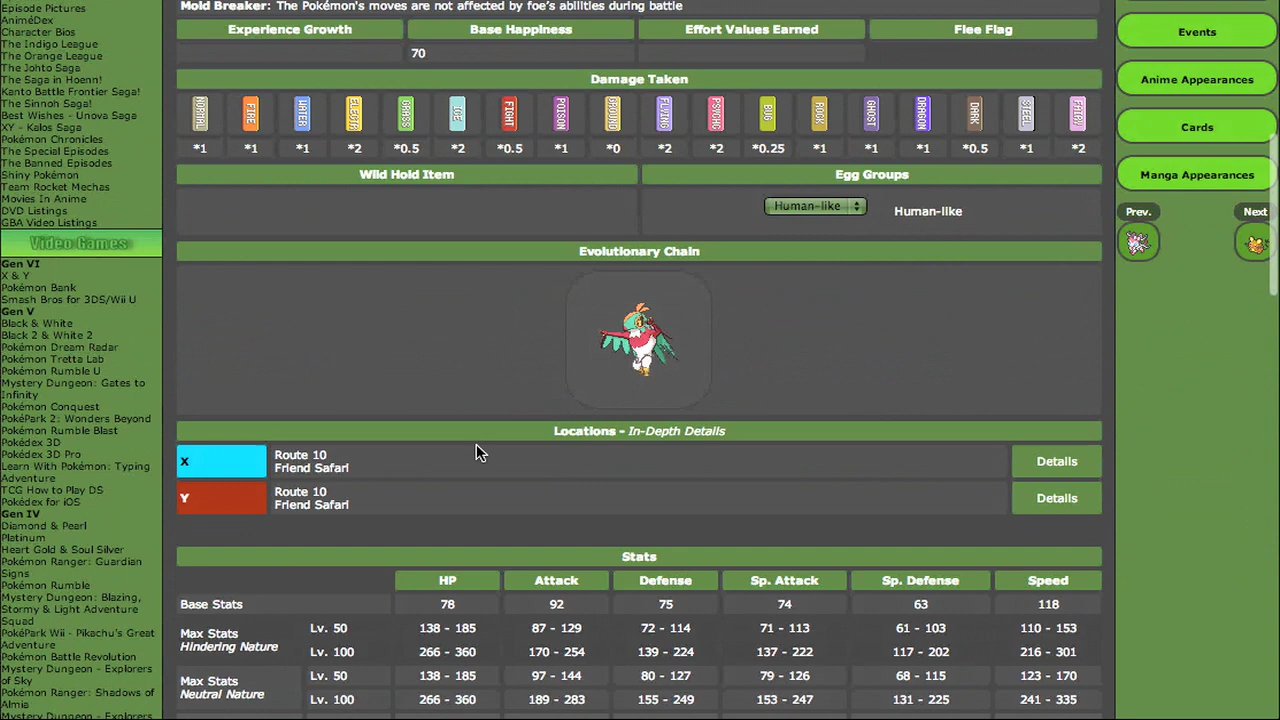 Episode Pictures
AniméDex
Character Bios
The Indigo League
The Orange League
The Johto Saga
The Saga in Hoenn!
Kanto Battle Frontier Saga!
The Sinnoh Saga!
Best Wishes - Unova Saga
XY - Kalos Saga
Pokémon Chronicles
The Special Episodes
The Banned Episodes
Shiny Pokémon
Team Rocket Mechas
Movies In Anime
DVD Listings
GBA Video Listings
Video Games
Gen VI
X & Y
Pokémon Bank
Smash Bros for 3DS/Wii U
Gen V
Black & White
Black 2 & White 2
Pokémon Dream Radar
Pokémon Tretta Lab
Pokémon Rumble U
Mystery Dungeon: Gates to
Infinity
Pokémon Conquest
PokéPark 2: Wonders Beyond
Pokémon Rumble Blast
Pokédex 3D
Pokédex 3D Pro
Learn With Pokémon: Typing
Adventure
TCG How to Play DS
Pokédex for iOS
Gen IV
Diamond & Pearl
Platinum
Heart Gold & Soul Silver
Pokémon Ranger: Guardian
Signs
Pokémon Rumble
Mystery Dungeon: Blazing,
Stormy & Light Adventure
Squad
PokéPark Wii - Pikachu's Great
Adventure
Pokémon Battle Revolution
Mystery Dungeon - Explorers
of Sky
Pokémon Ranger: Shadows of
Almia
Mystery Dungeon - Explorers
Mold Breaker: The Pokémon's moves are not affected by foe's abilities during battle
Experience Growth Base Happiness Effort Values Earned Flee Flag
70
Damage Taken
NORMAL FIRE WATER ELECTR GRASS ICE FIGHT POISON GROUND FLYING PSYCHC BUG ROCK GHOST DRAGON DARK STEEL FAIRY
*1 *1 *1 *2 *0.5 *2 *0.5 *1 *0 *2 *2 *0.25 *1 *1 *1 *0.5 *1 *2
Wild Hold Item Egg Groups
Human-like Human-like
Evolutionary Chain
Locations - In-Depth Details
X Route 10 Details
Friend Safari
Y Route 10 Details
Friend Safari
Stats
HP Attack Defense Sp. Attack Sp. Defense Speed
Base Stats 78 92 75 74 63 118
Max Stats
Hindering Nature
Lv. 50 138 - 185 87 - 129 72 - 114 71 - 113 61 - 103 110 - 153
Lv. 100 266 - 360 170 - 254 139 - 224 137 - 222 117 - 202 216 - 301
Max Stats
Neutral Nature
Lv. 50 138 - 185 97 - 144 80 - 127 79 - 126 68 - 115 123 - 170
Lv. 100 266 - 360 189 - 283 155 - 249 153 - 247 131 - 225 241 - 335
Events
Anime Appearances
Cards
Manga Appearances
Prev. Next